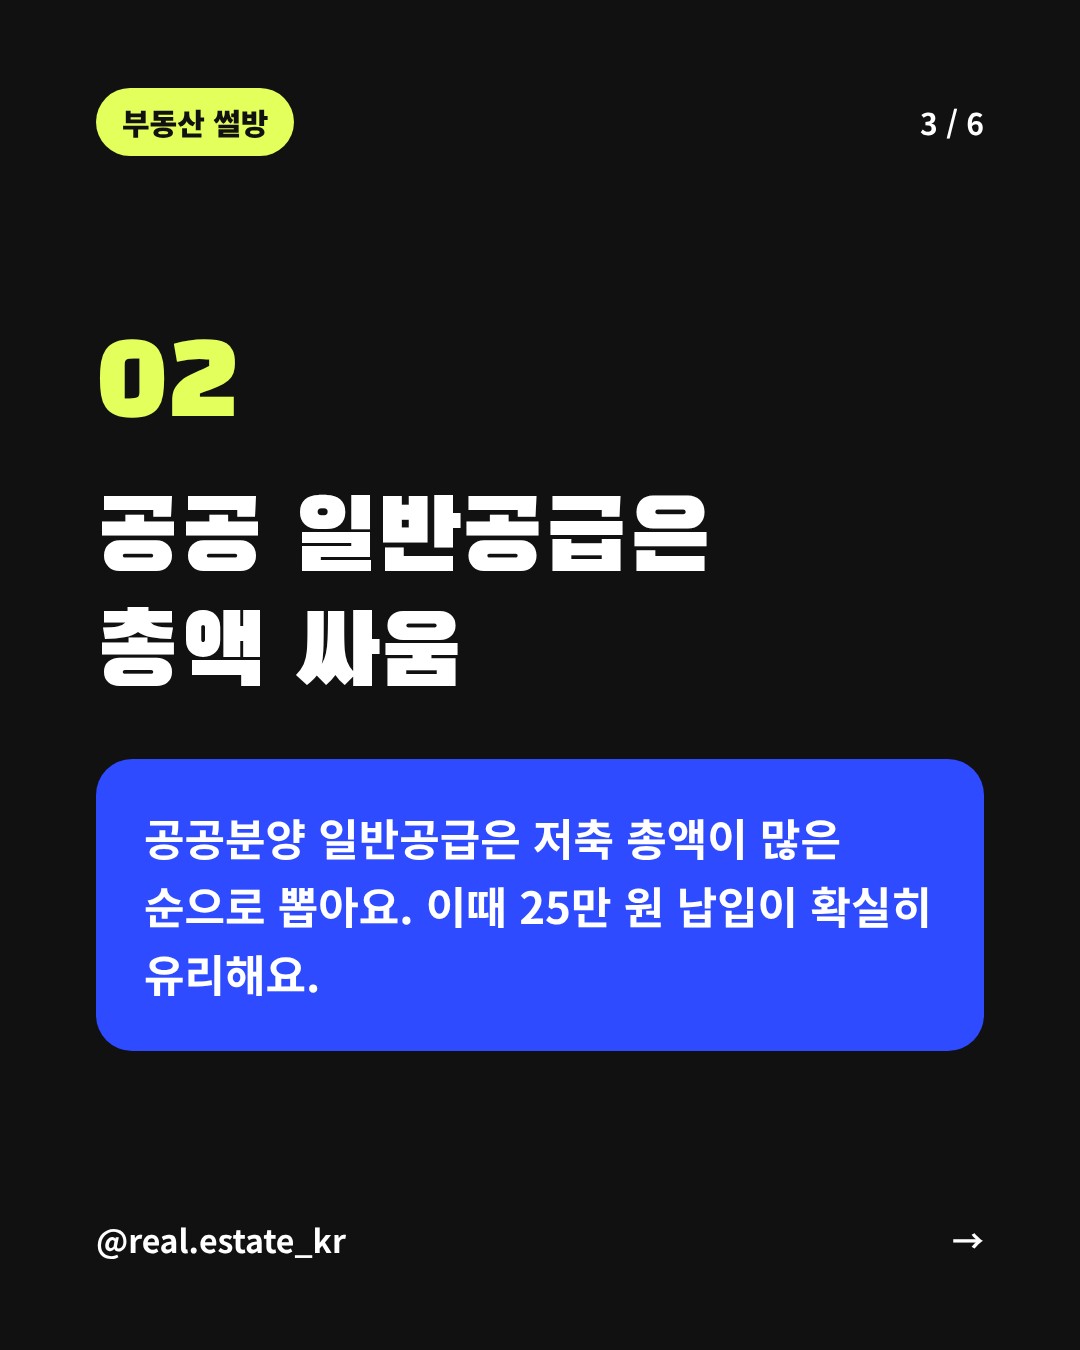 부동산 썰방
3 / 6
02
공공 일반공급은
총액 싸움
공공분양 일반공급은 저축 총액이 많은
순으로 뽑아요. 이때 25만 원 납입이 확실히
유리해요.
@real.estate_kr
→